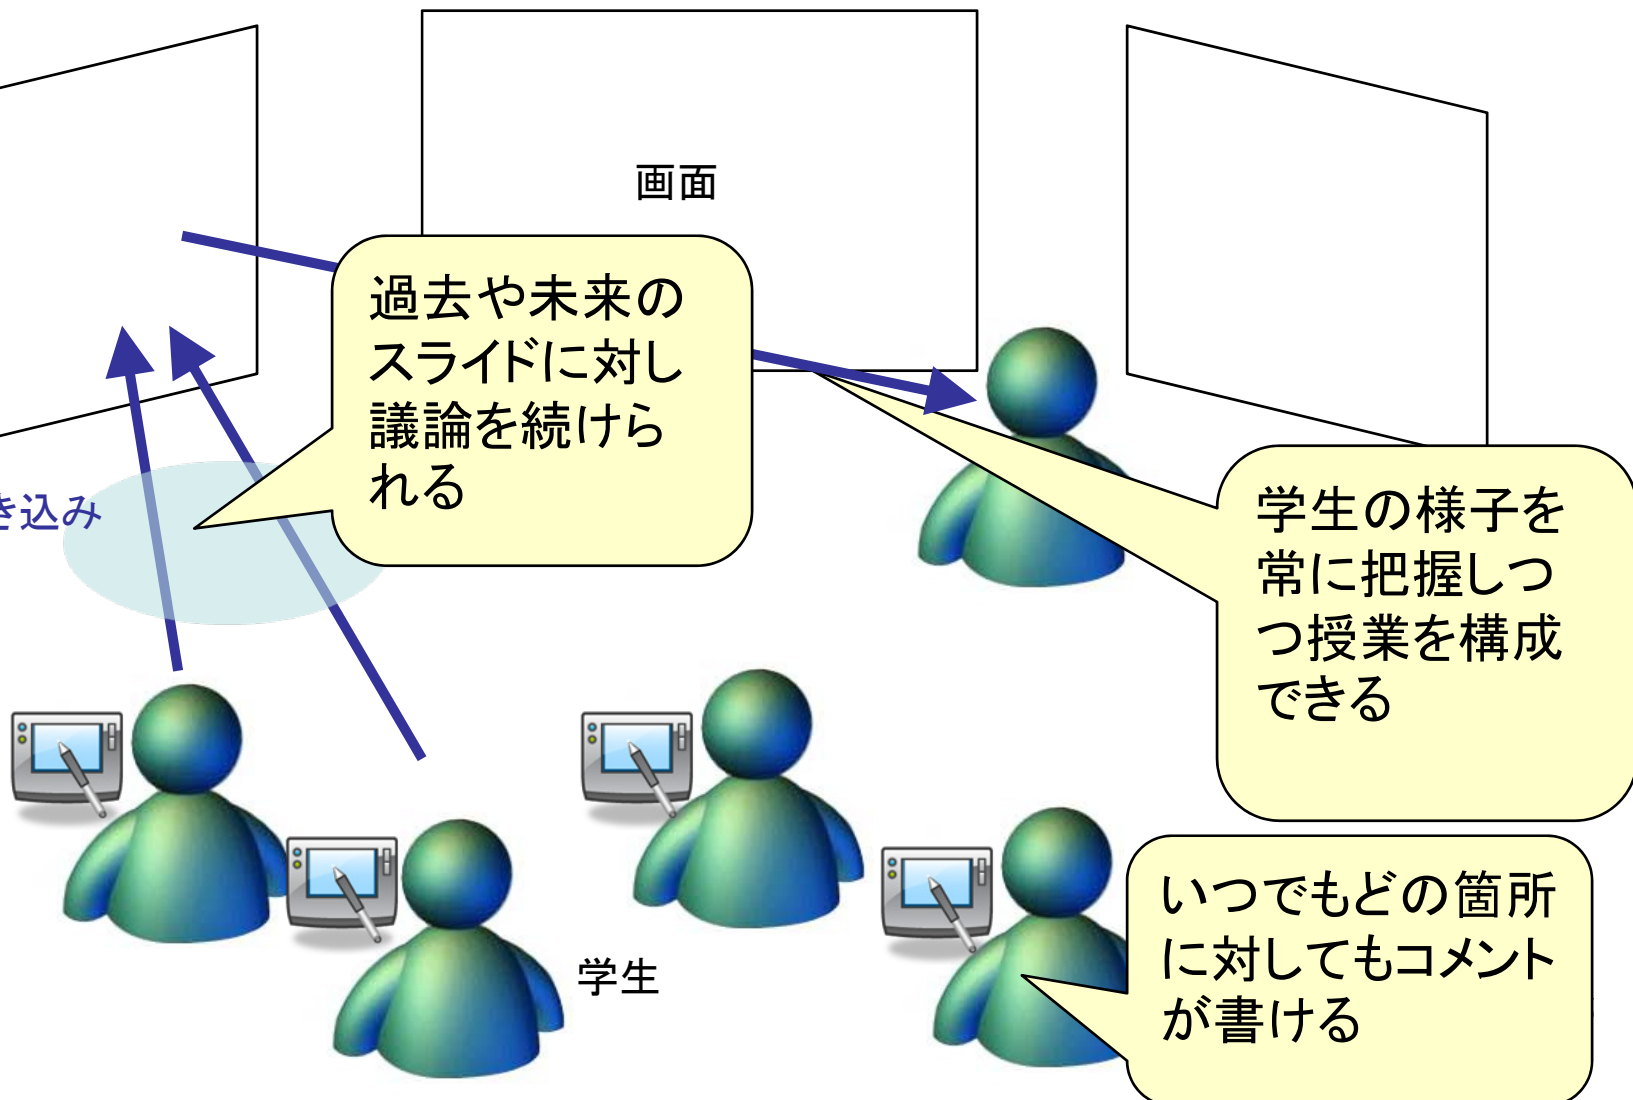 画面
過去や未来の
スライドに対し
議論を続けら
れる
き込み
学生の様子を
常に把握しつ
つ授業を構成
できる
学生
いつでもどの箇所
に対してもコメント
が書ける